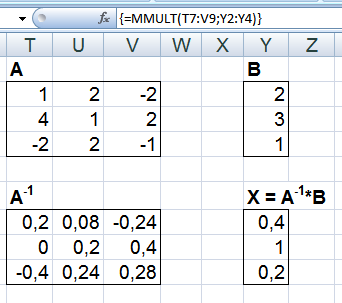 fx {=MMULT(T7:V9;Y2:Y4)}
T U V W X Y Z
A B
1 2 -2 2
4 1 2 3
-2 2 -1 1
A⁻¹ X = A⁻¹*B
0,2 0,08 -0,24 0,4
0 0,2 0,4 1
-0,4 0,24 0,28 0,2